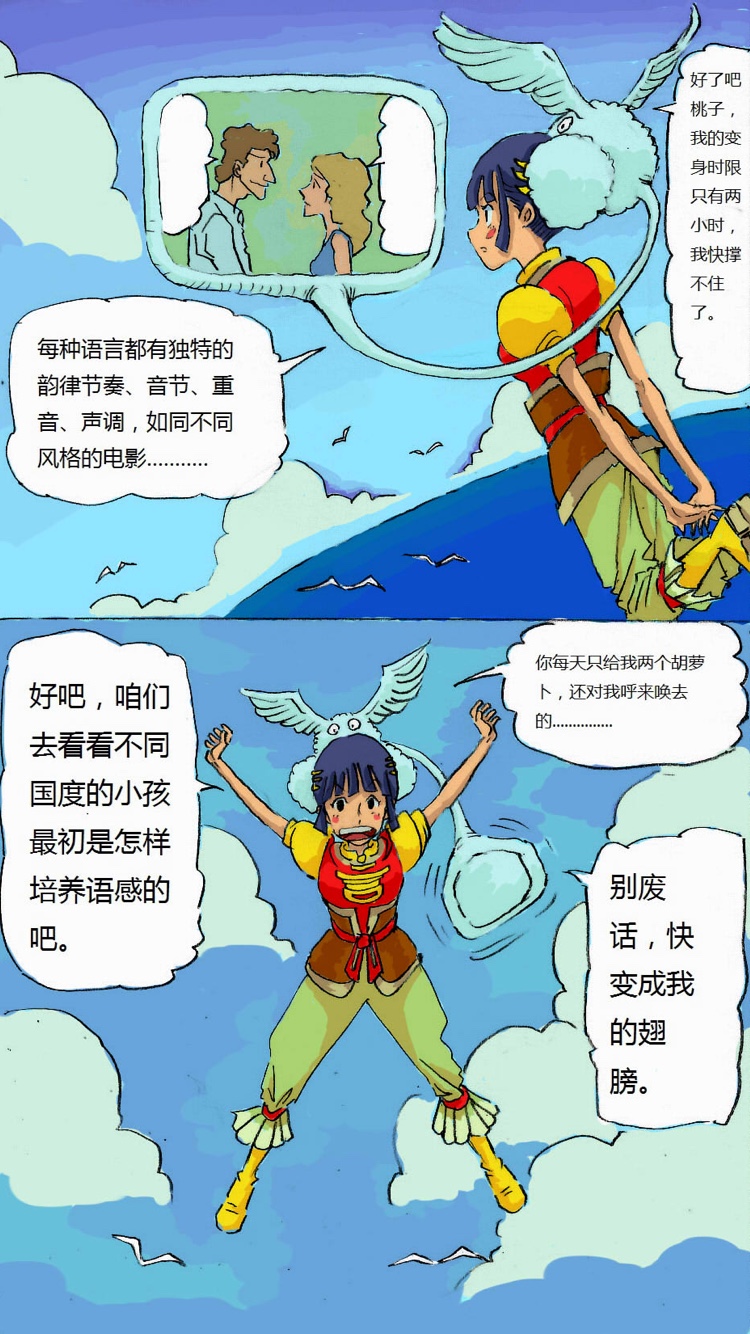 好了吧
桃子，
我的变
身时限
只有两
小时，
我快撑
不住
了。
每种语言都有独特的
韵律节奏、音节、重
音、声调，如同不同
风格的电影...........
你每天只给我两个胡萝
卜，还对我呼来唤去
的...............
好吧，咱们
去看看不同
国度的小孩
最初是怎样
培养语感的
吧。
别废
话，快
变成我
的翅
膀。